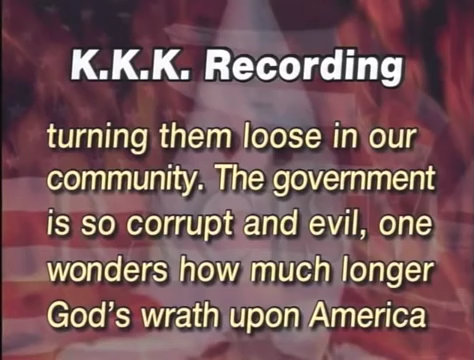 K.K.K. Recording
turning them loose in our
community. The government
is so corrupt and evil, one
wonders how much longer
God's wrath upon America